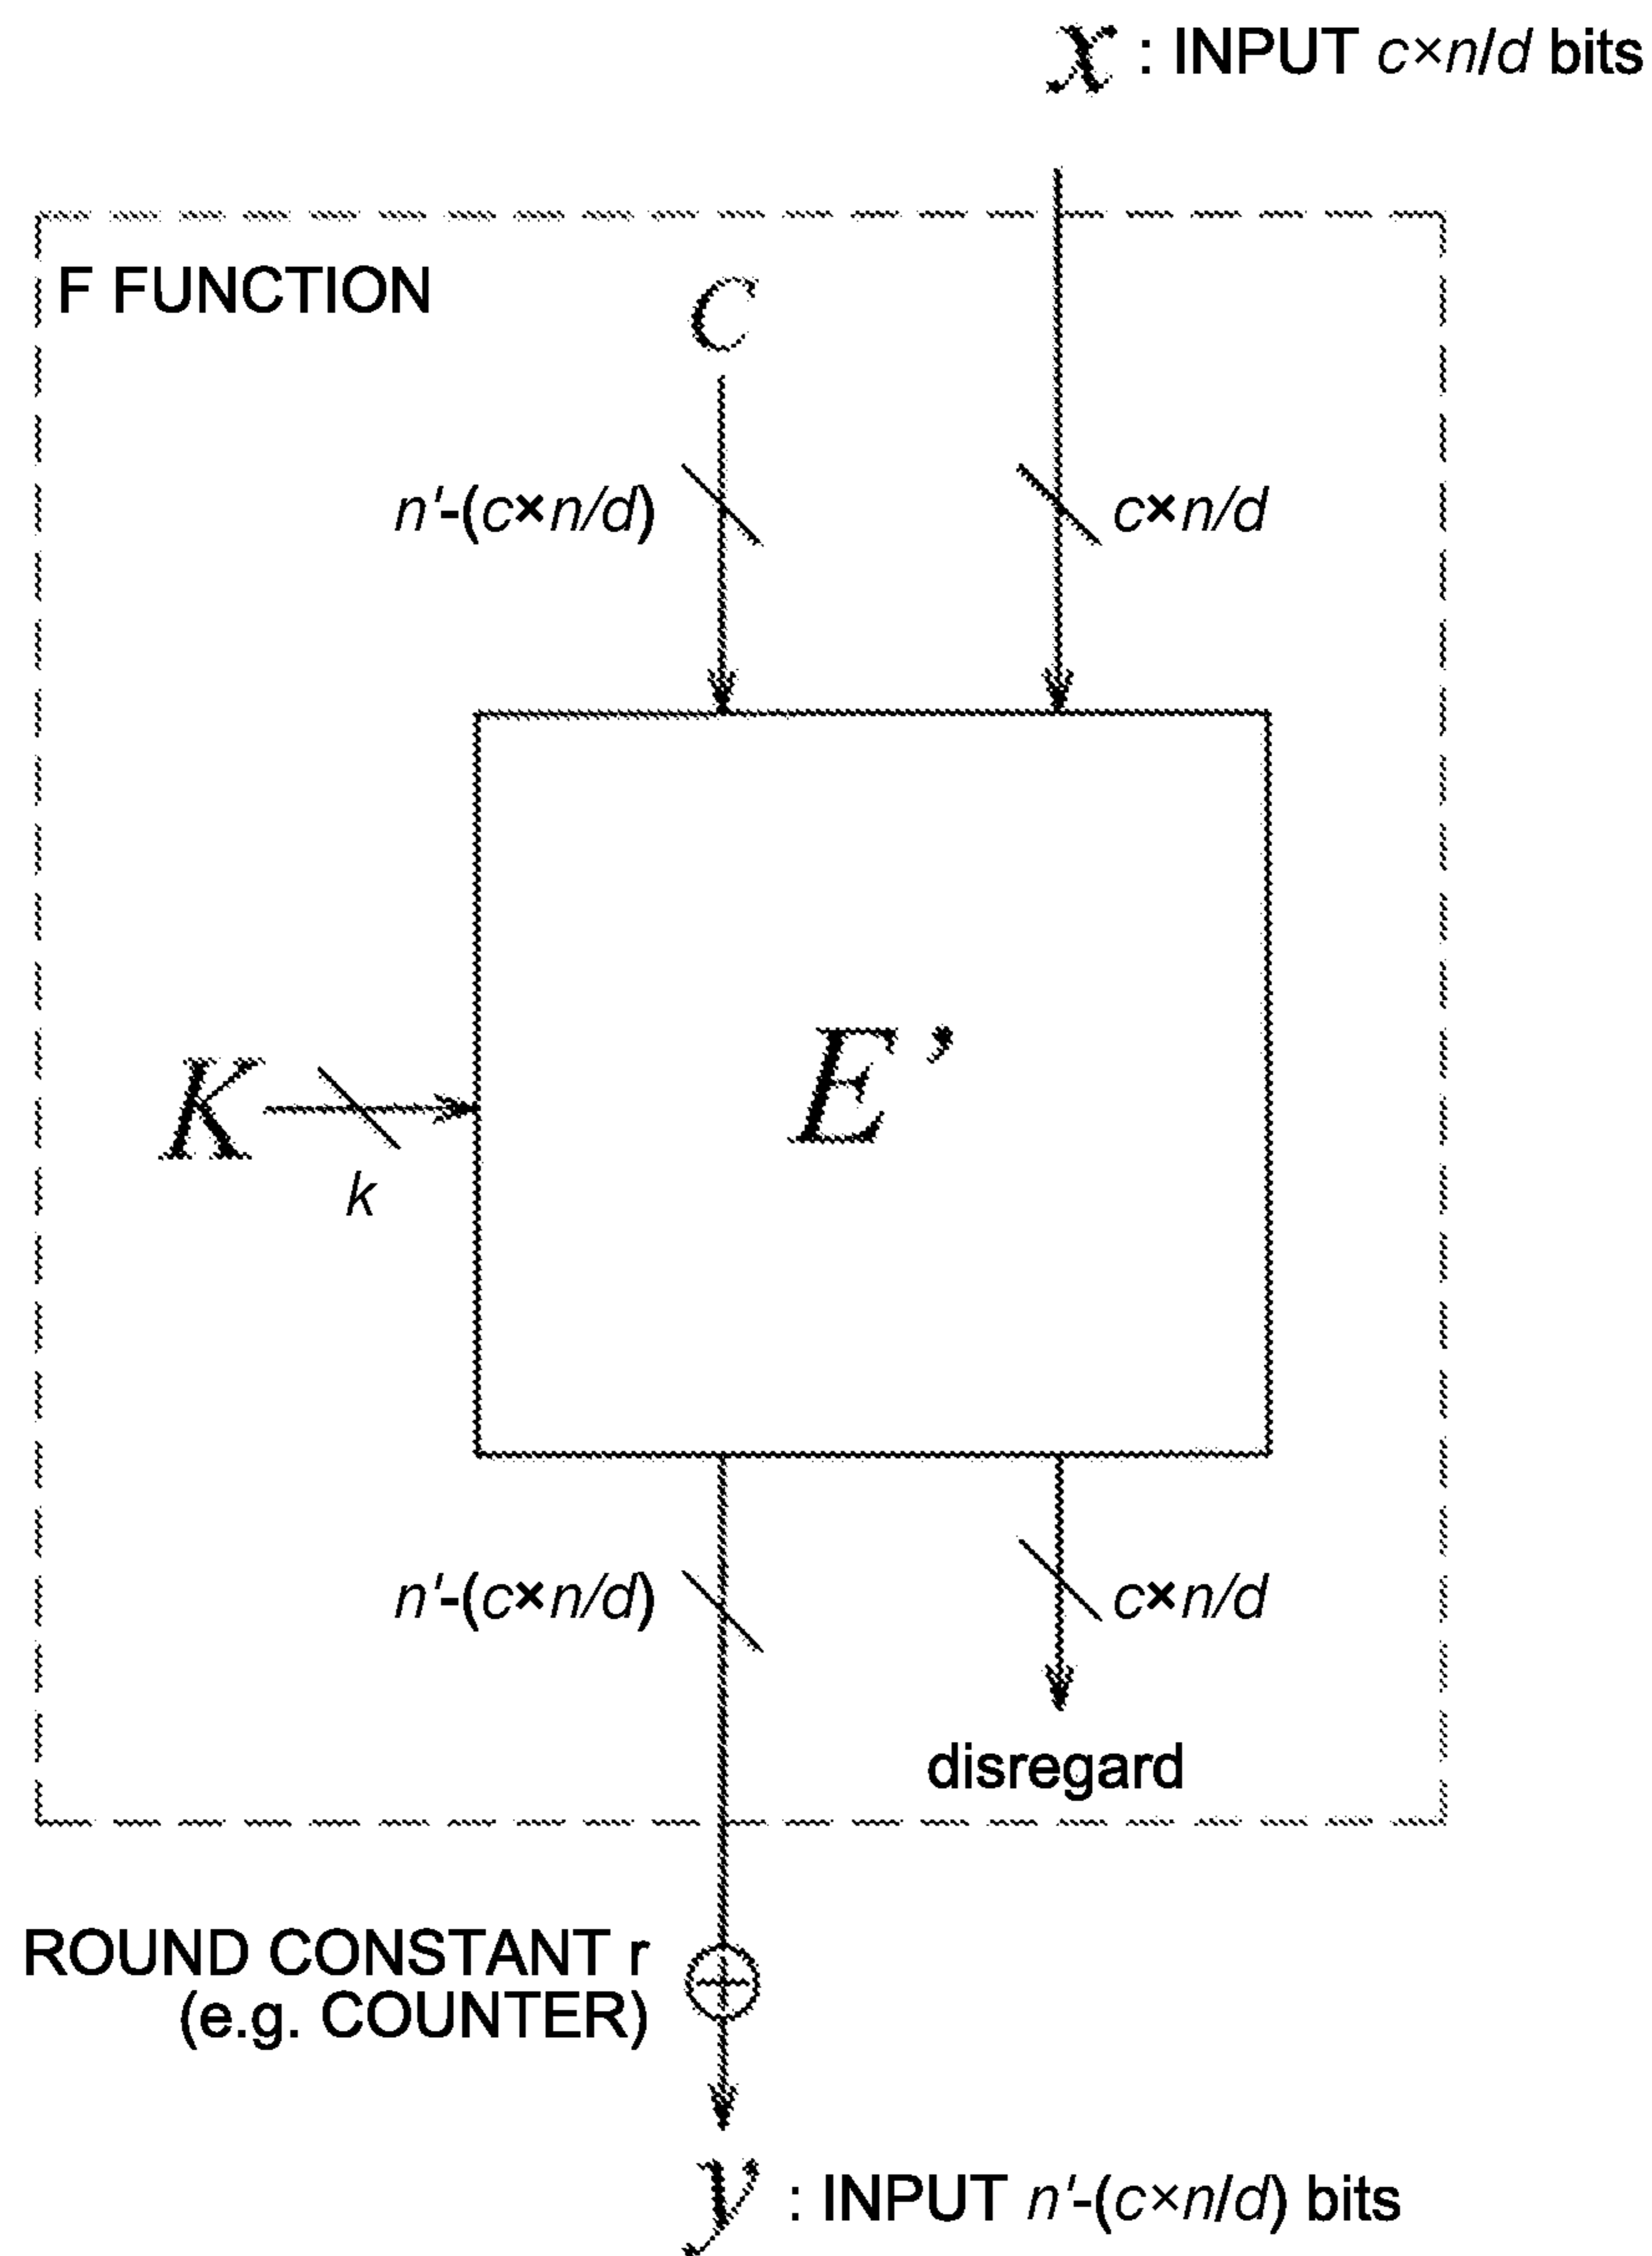 x : INPUT c×n/d bits
F FUNCTION
C
n'-(c×n/d)
c×n/d
K
k
E'
n'-(c×n/d)
c×n/d
disregard
ROUND CONSTANT r
(e.g. COUNTER)
y : INPUT n'-(c×n/d) bits